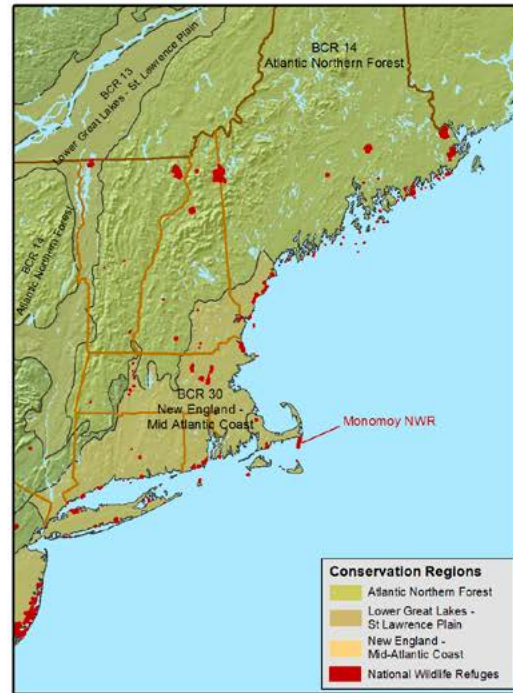 BCR 14
Atlantic Northern Forest
BCR 13
Lower Great Lakes - St. Lawrence Plain
BCR 14
Atlantic Northern Forest
BCR 30
New England -
Mid Atlantic Coast
Monomoy NWR
Conservation Regions
Atlantic Northern Forest
Lower Great Lakes -
St Lawrence Plain
New England -
Mid-Atlantic Coast
National Wildlife Refuges